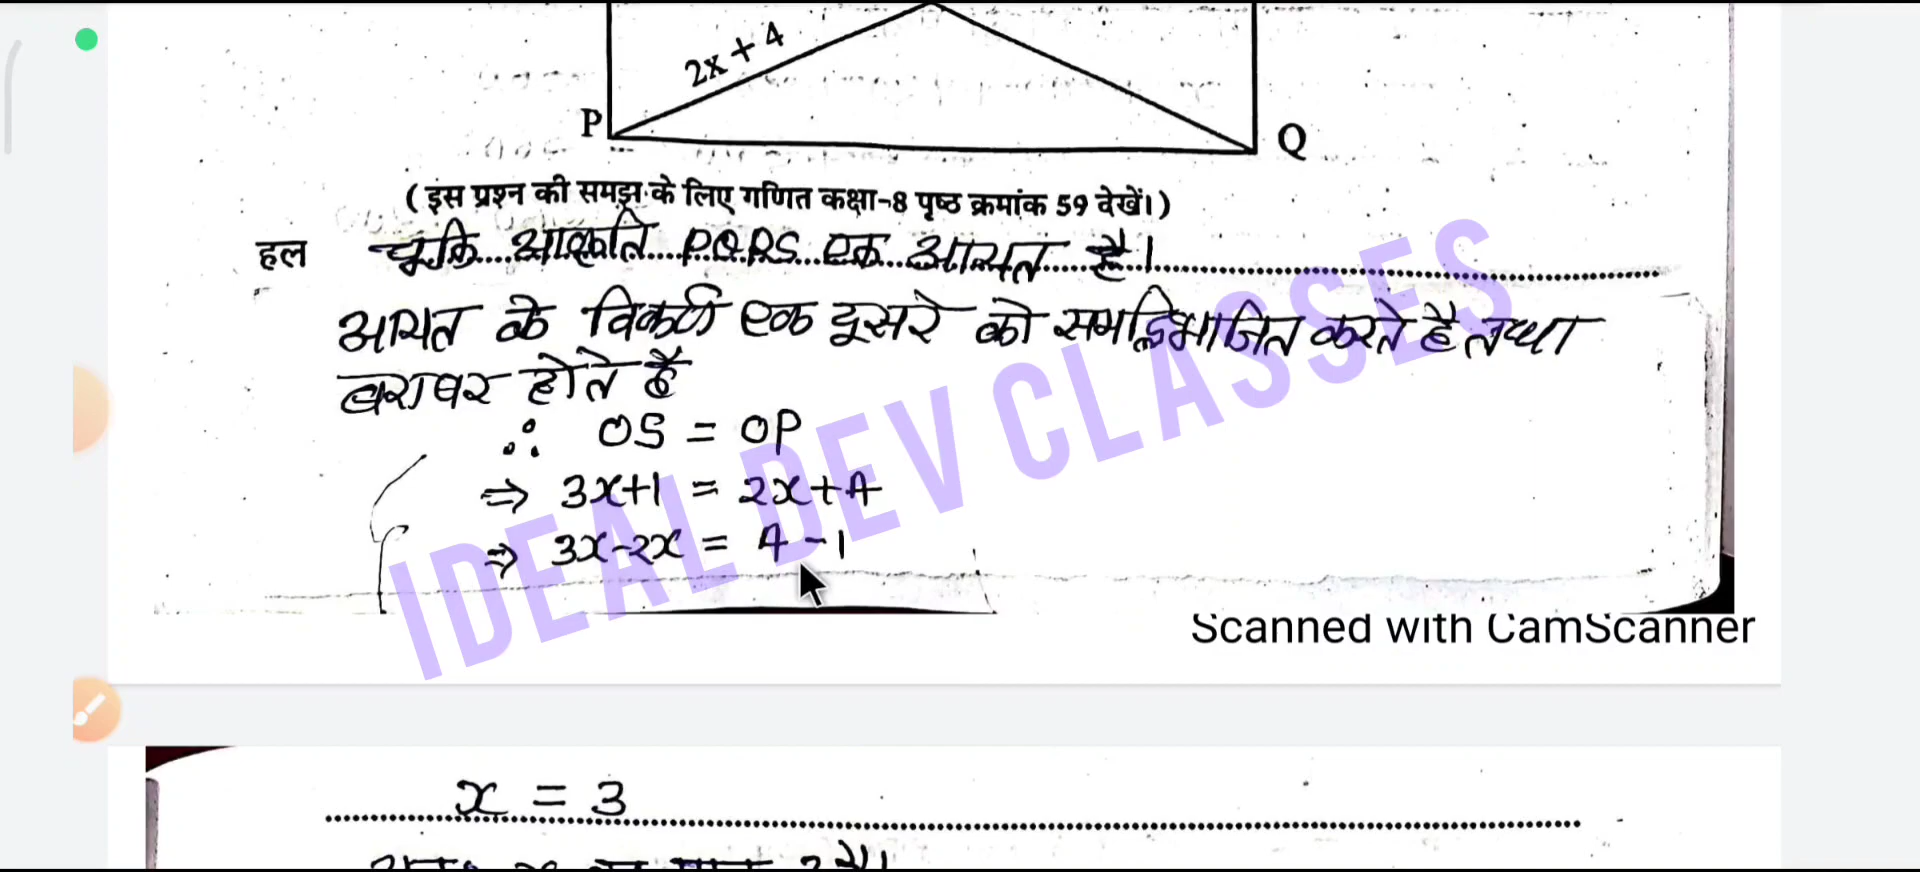 2x + 4
P
Q
( इस प्रश्न की समझ के लिए गणित कक्षा-8 पृष्ठ क्रमांक 59 देखें। )
हल चूकि आकृति PQRS एक आयत है।
आयत के विकर्ण एक दूसरे को समद्विभाजित करते है तथा
बराबर होते है
∴ OS = OP
⇒ 3x+1 = 2x+4
⇒ 3x-2x = 4-1
IDEAL DEV CLASSES
Scanned with CamScanner
x = 3